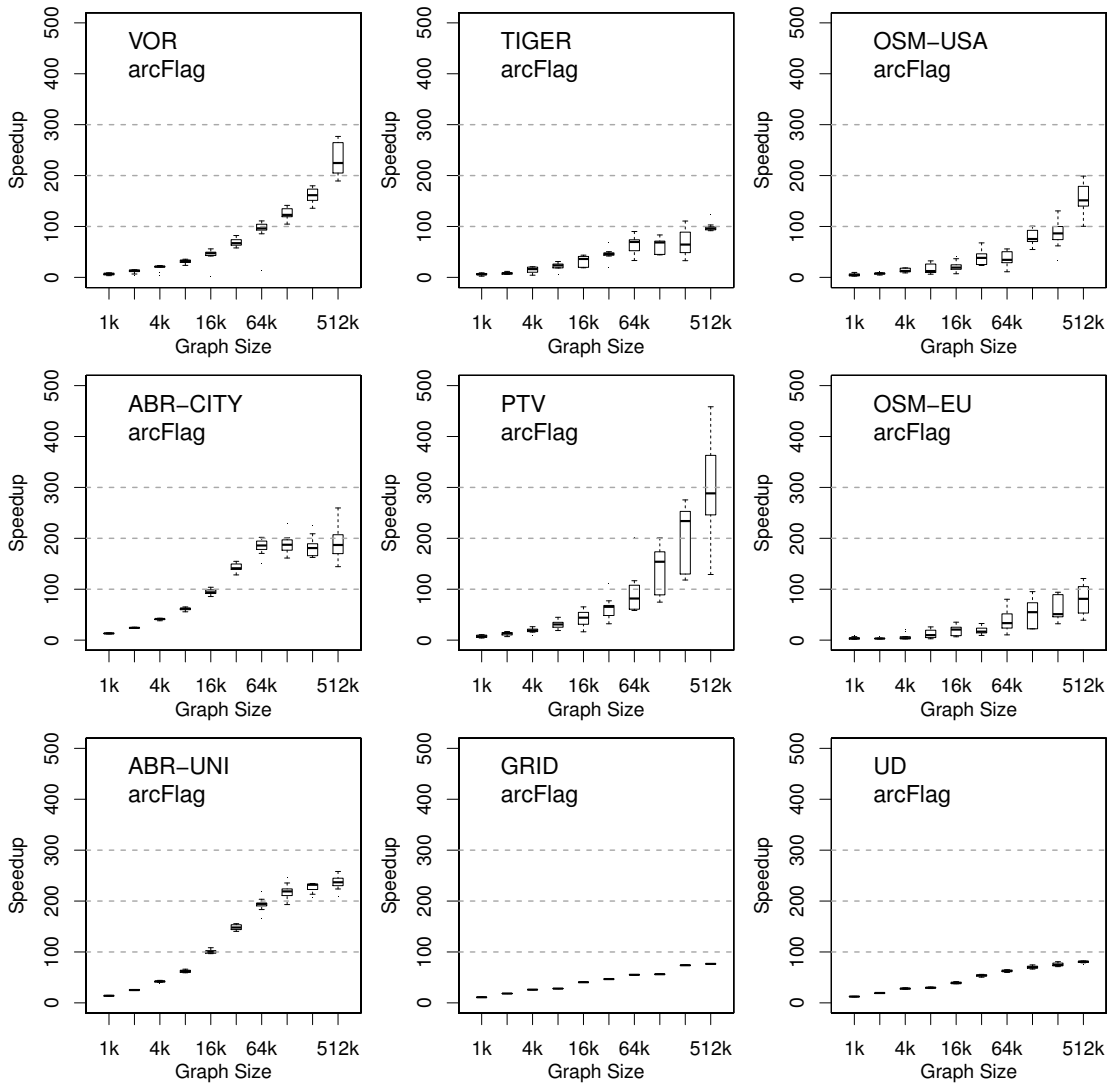 VOR
arcFlag
Speedup
0 100 200 300 400 500
1k 4k 16k 64k 512k
Graph Size
TIGER
arcFlag
Speedup
0 100 200 300 400 500
1k 4k 16k 64k 512k
Graph Size
OSM−USA
arcFlag
Speedup
0 100 200 300 400 500
1k 4k 16k 64k 512k
Graph Size
ABR−CITY
arcFlag
Speedup
0 100 200 300 400 500
1k 4k 16k 64k 512k
Graph Size
PTV
arcFlag
Speedup
0 100 200 300 400 500
1k 4k 16k 64k 512k
Graph Size
OSM−EU
arcFlag
Speedup
0 100 200 300 400 500
1k 4k 16k 64k 512k
Graph Size
ABR−UNI
arcFlag
Speedup
0 100 200 300 400 500
1k 4k 16k 64k 512k
Graph Size
GRID
arcFlag
Speedup
0 100 200 300 400 500
1k 4k 16k 64k 512k
Graph Size
UD
arcFlag
Speedup
0 100 200 300 400 500
1k 4k 16k 64k 512k
Graph Size